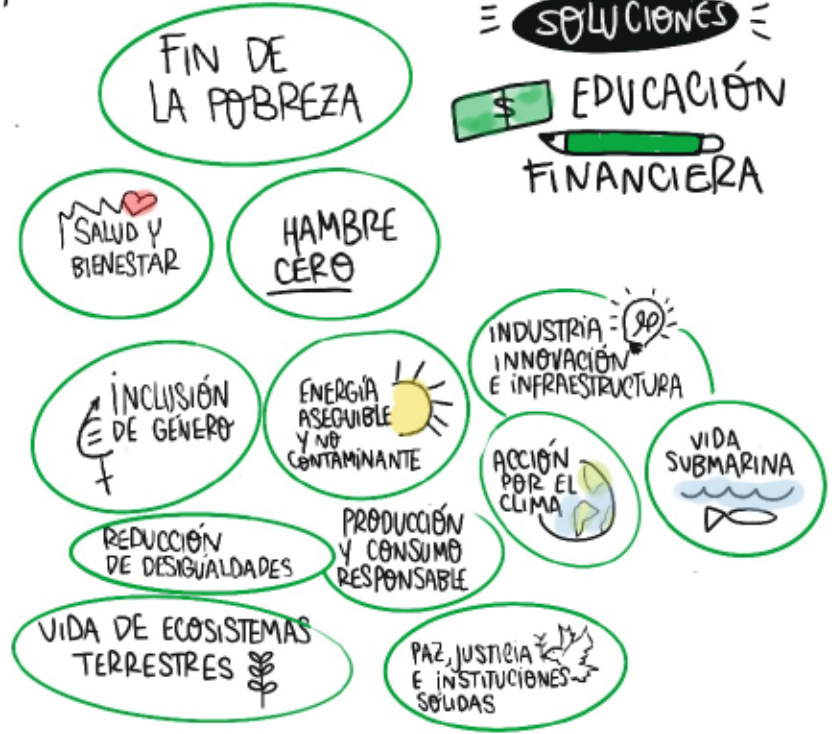 SOLUCIONES
FIN DE
LA POBREZA
$
EDUCACIÓN
FINANCIERA
SALUD Y
BIENESTAR
HAMBRE
CERO
INDUSTRIA
INNOVACIÓN
E INFRAESTRUCTURA
INCLUSIÓN
DE GÉNERO
ENERGÍA
ASEGUIBLE
Y NO
CONTAMINANTE
ACCIÓN
POR EL
CLIMA
VIDA
SUBMARINA
REDUCCIÓN
DE DESIGUALDADES
PRODUCCIÓN
Y CONSUMO
RESPONSABLE
VIDA DE ECOSISTEMAS
TERRESTRES
PAZ, JUSTICIA
E INSTITUCIONES
SÓLIDAS